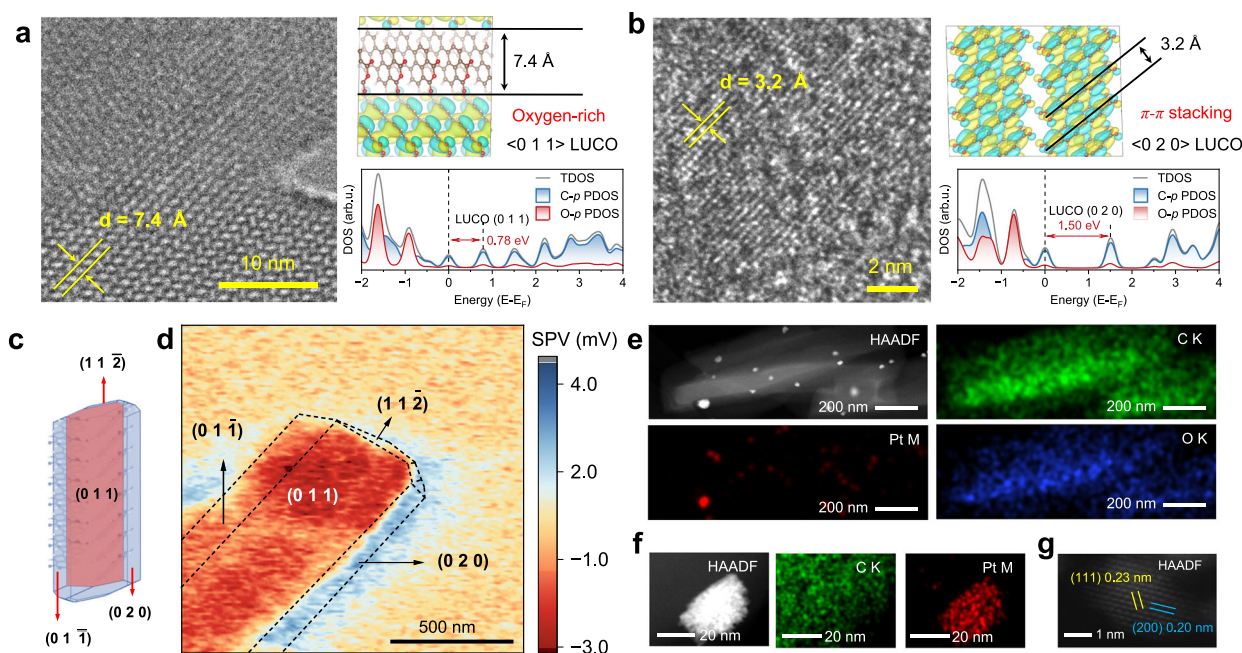 a
d = 7.4 Å
10 nm
7.4 Å
Oxygen-rich
<0 1 1> LUCO
TDOS
C-p PDOS
O-p PDOS
LUCO (0 1 1)
0.78 eV
DOS (arb.u.)
−2 −1 0 1 2 3 4
Energy (E-E_F)
b
d = 3.2 Å
2 nm
3.2 Å
π-π stacking
<0 2 0> LUCO
TDOS
C-p PDOS
O-p PDOS
LUCO (0 2 0)
1.50 eV
DOS (arb.u.)
−2 −1 0 1 2 3 4
Energy (E-E_F)
c
(1 1 2̅)
(0 1 1)
(0 2 0)
(0 1 1̅)
d
SPV (mV)
4.0
2.0
−1.0
−3.0
(1 1 2̅)
(0 1 1̅)
(0 1 1)
(0 2 0)
500 nm
e
HAADF
200 nm
C K
200 nm
Pt M
200 nm
O K
200 nm
f
HAADF
20 nm
C K
20 nm
Pt M
20 nm
g
HAADF
(111) 0.23 nm
(200) 0.20 nm
1 nm